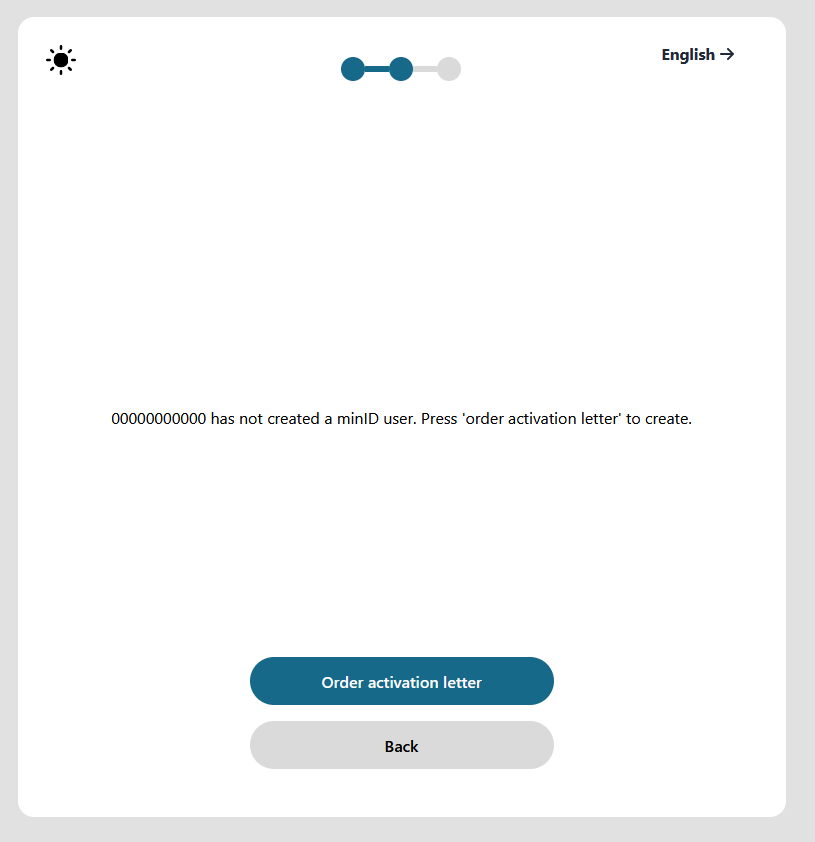 English
00000000000 has not created a minID user. Press 'order activation letter' to create.
Order activation letter
Back